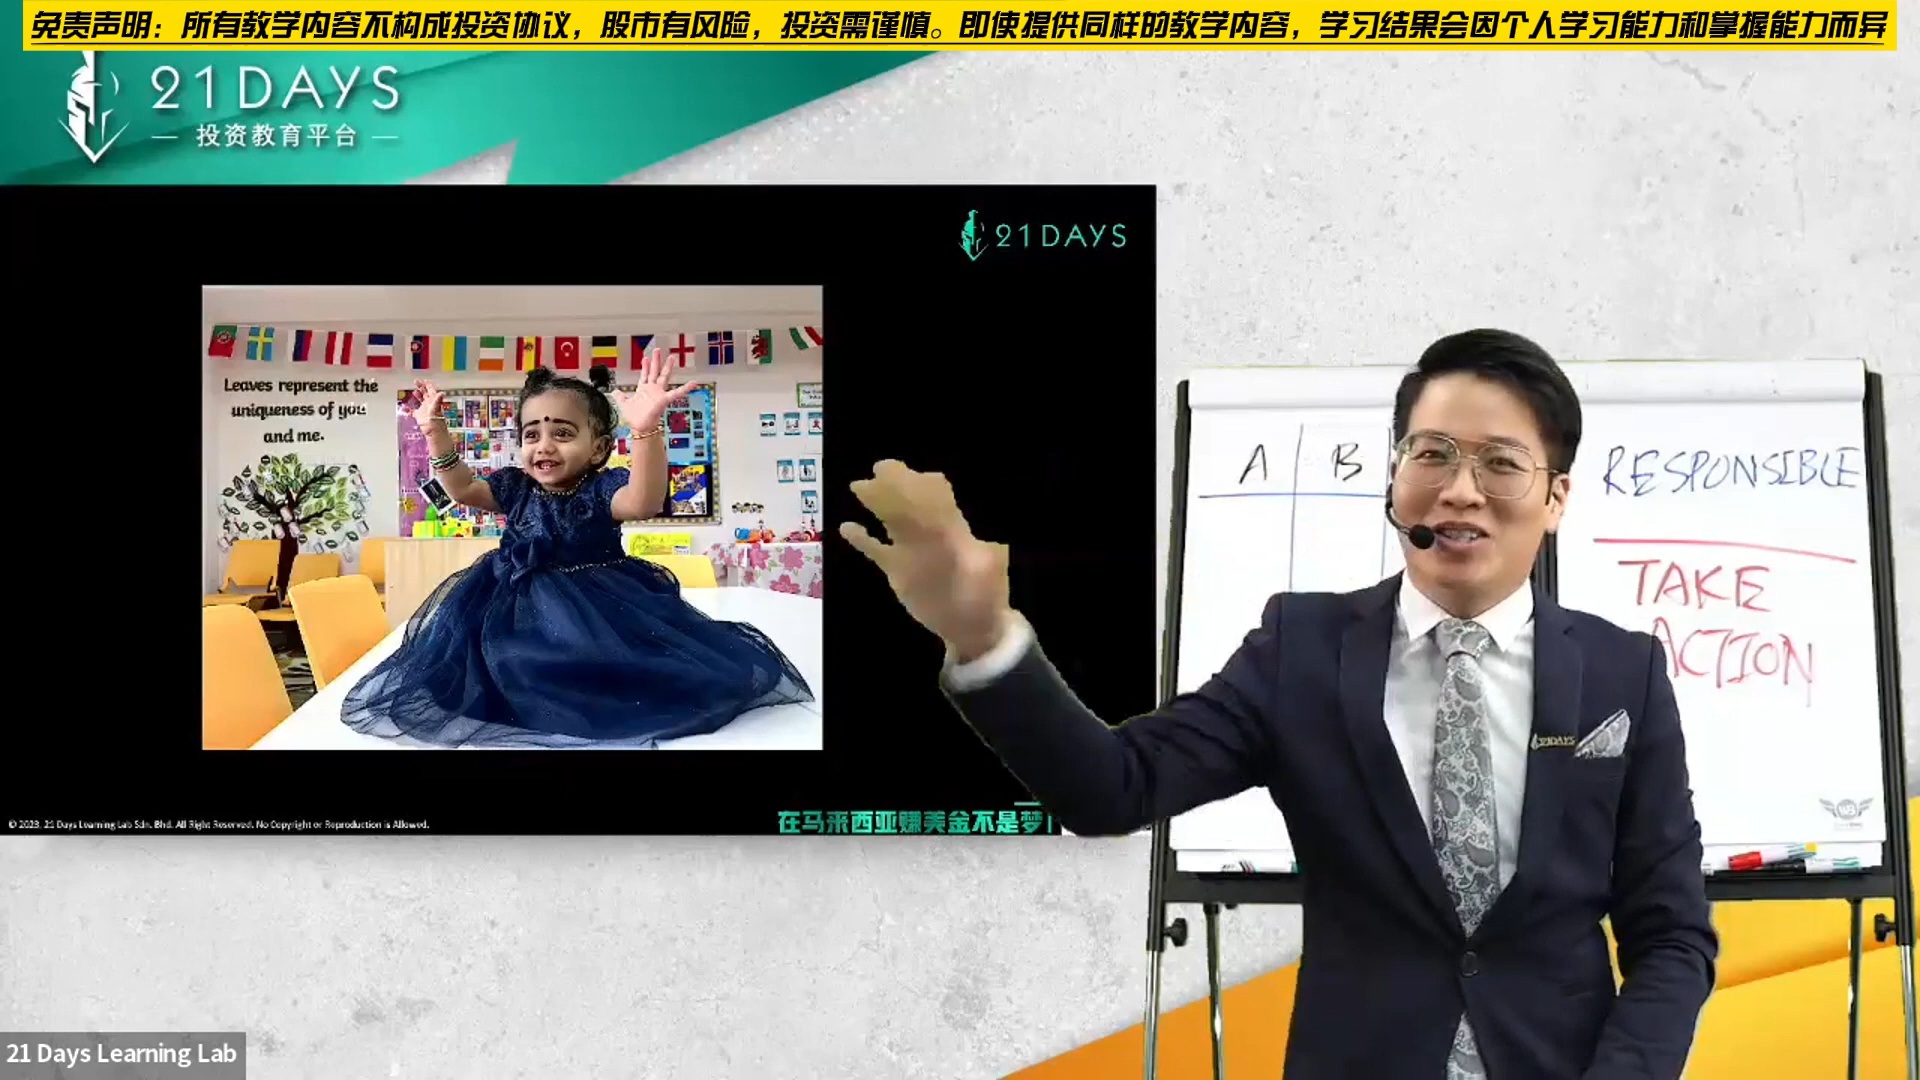 免责声明：所有教学内容不构成投资协议，股市有风险，投资需谨慎。即使提供同样的教学内容，学习结果会因个人学习能力和掌握能力而异
21DAYS
投资教育平台
21DAYS
Leaves represent the
uniqueness of you
and me.
A B
RESPONSIBLE
TAKE
ACTION
21DAYS
© 2023, 21 Days Learning Lab Sdn. Bhd. All Right Reserved. No Copyright or Reproduction is Allowed.
在马来西亚赚美金不是梦
21 Days Learning Lab